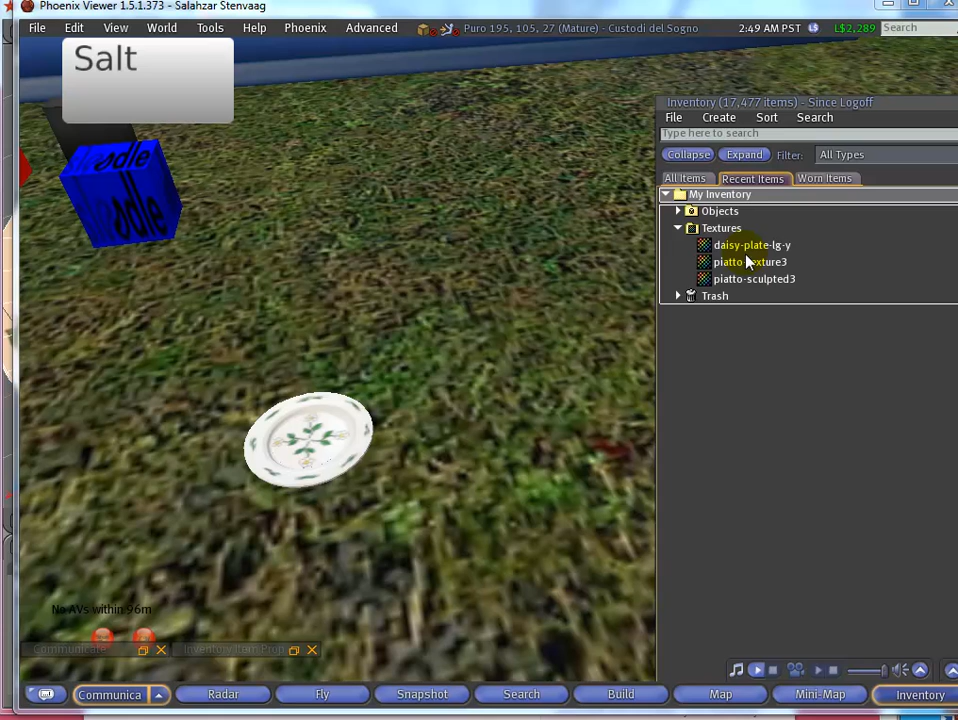 Phoenix Viewer 1.5.1.373 - Salahzar Stenvaag
File Edit View World Tools Help Phoenix Advanced Puro 195, 105, 27 (Mature) - Custodi del Sogno 2:49 AM PST L$2,289 Search
Salt
Inventory (17,477 items) - Since Logoff
File Create Sort Search
Type here to search
Collapse Expand Filter: All Types
All Items Recent Items Worn Items
My Inventory
Objects
Textures
daisy-plate-lg-y
piatto-texture3
piatto-sculpted3
Trash
No AVs within 96m
Communicate Inventory Item Prop
Communica Radar Fly Snapshot Search Build Map Mini-Map Inventory